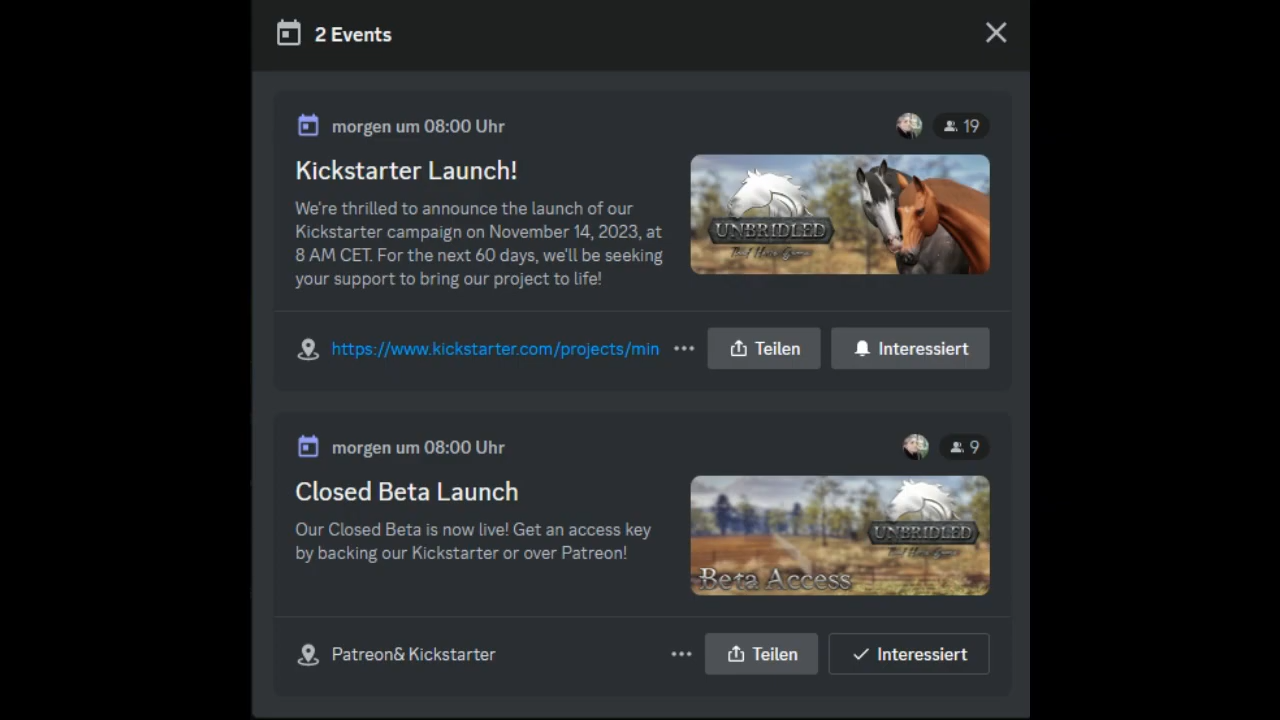 2 Events
morgen um 08:00 Uhr
19
Kickstarter Launch!
We're thrilled to announce the launch of our
Kickstarter campaign on November 14, 2023, at
8 AM CET. For the next 60 days, we'll be seeking
your support to bring our project to life!
UNBRIDLED
Trail Horse Game
https://www.kickstarter.com/projects/min
Teilen
Interessiert
morgen um 08:00 Uhr
9
Closed Beta Launch
Our Closed Beta is now live! Get an access key
by backing our Kickstarter or over Patreon!
UNBRIDLED
Beta Access
Patreon& Kickstarter
Teilen
Interessiert